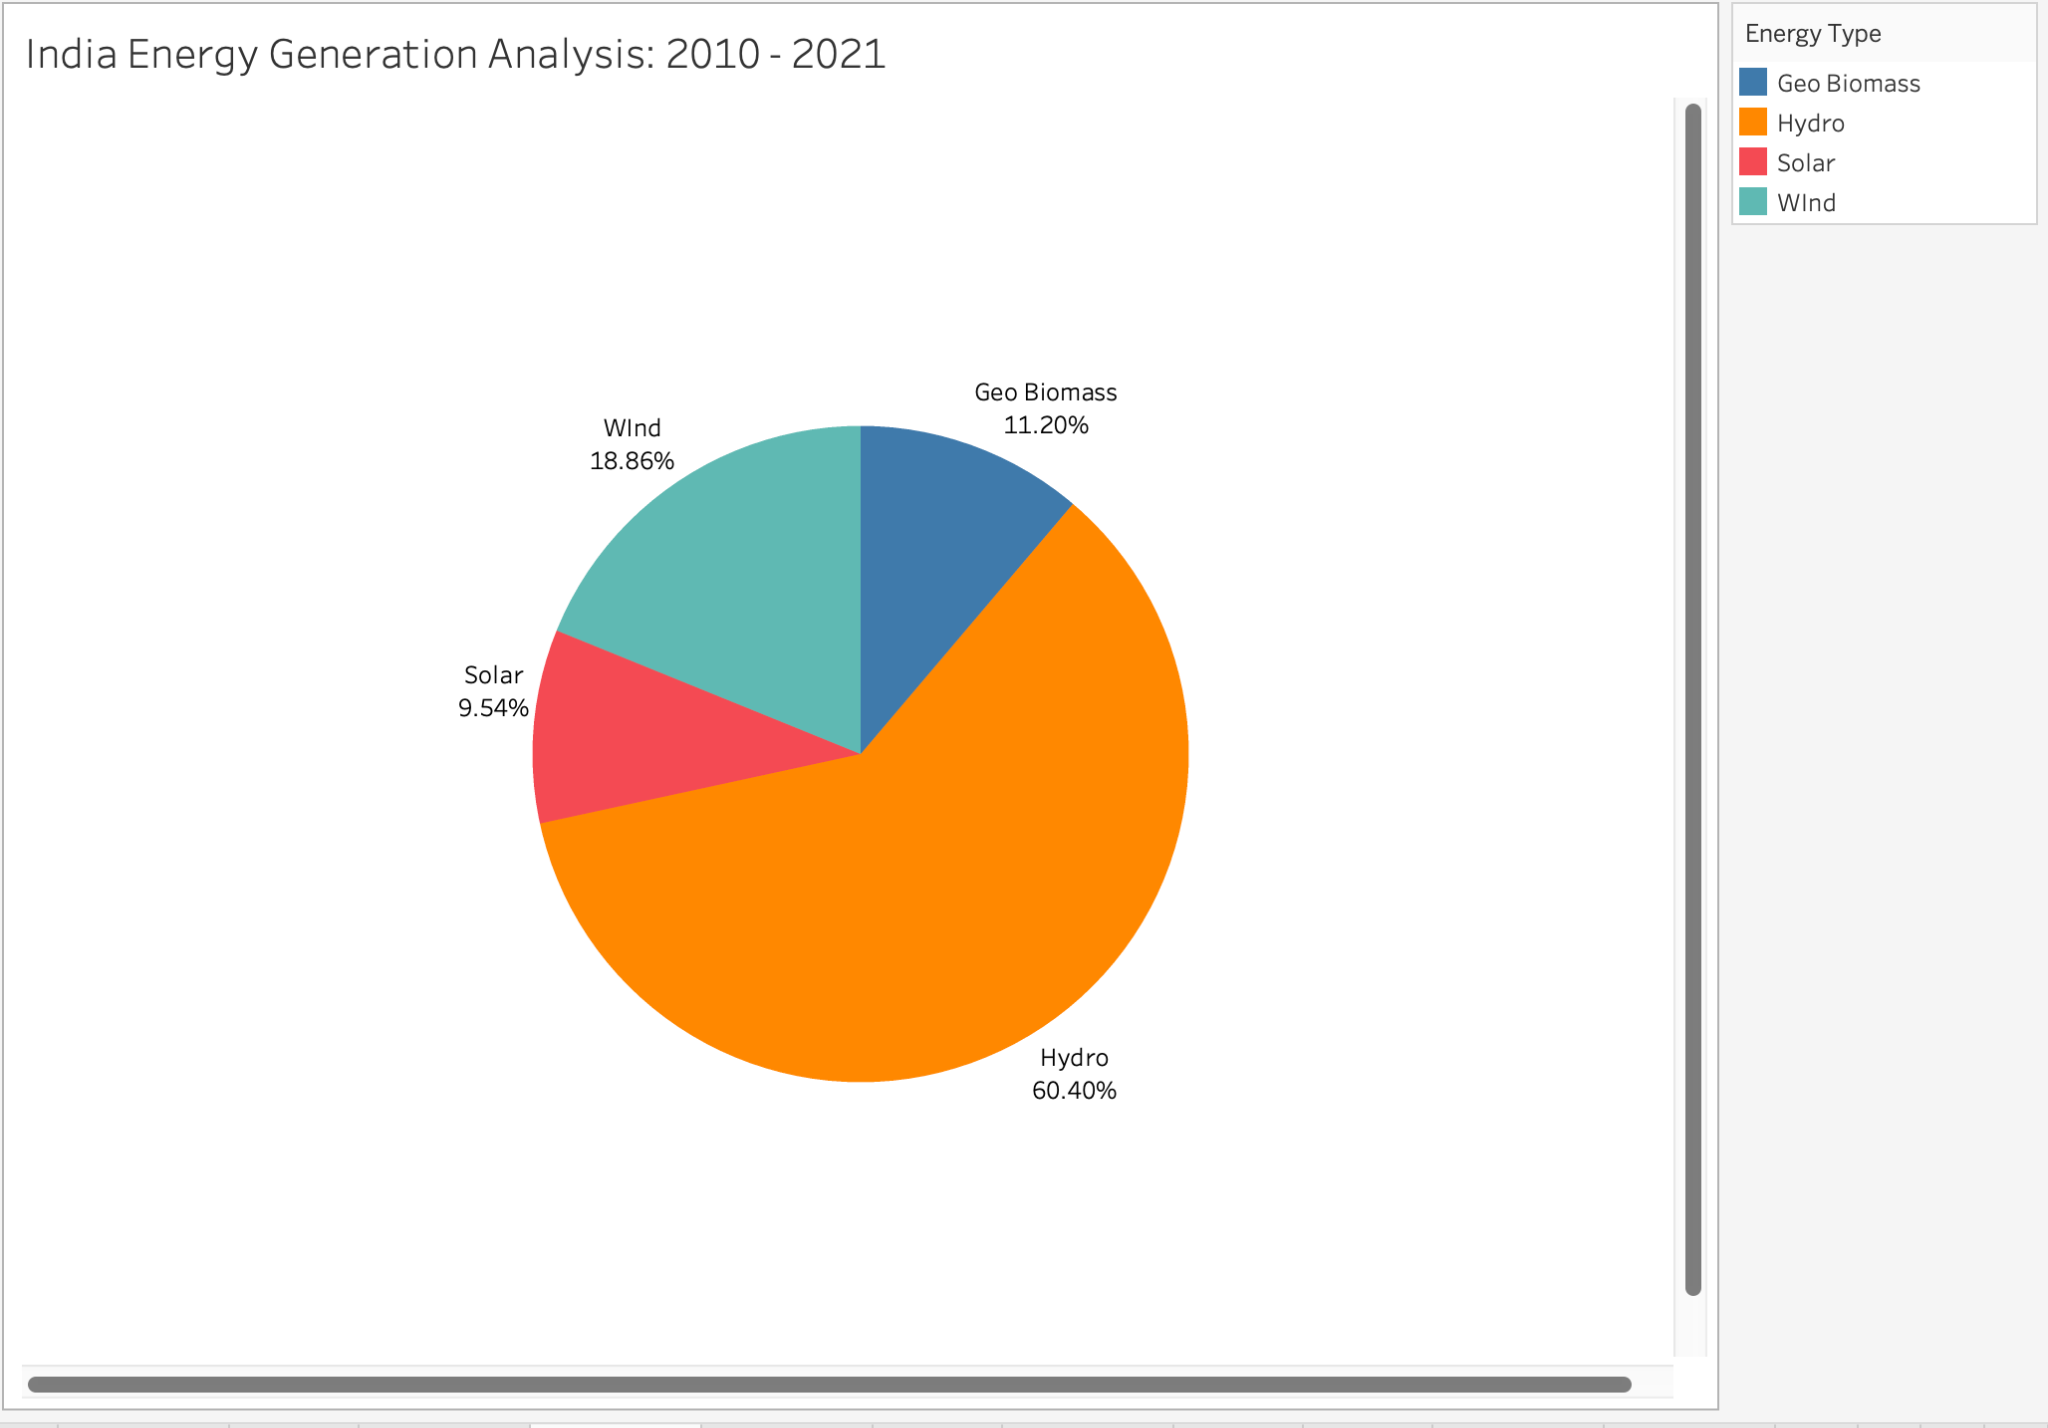 India Energy Generation Analysis: 2010 - 2021
Energy Type
Geo Biomass
Hydro
Solar
WInd
Geo Biomass
11.20%
WInd
18.86%
Solar
9.54%
Hydro
60.40%